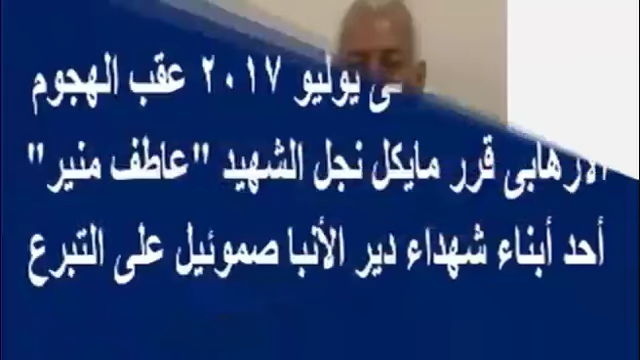 ى يوليو ٢٠١٧ عقب الهجوم
الارهابى قرر مايكل نجل الشهيد "عاطف منير"
أحد أبناء شهداء دير الأنبا صموئيل على التبرع